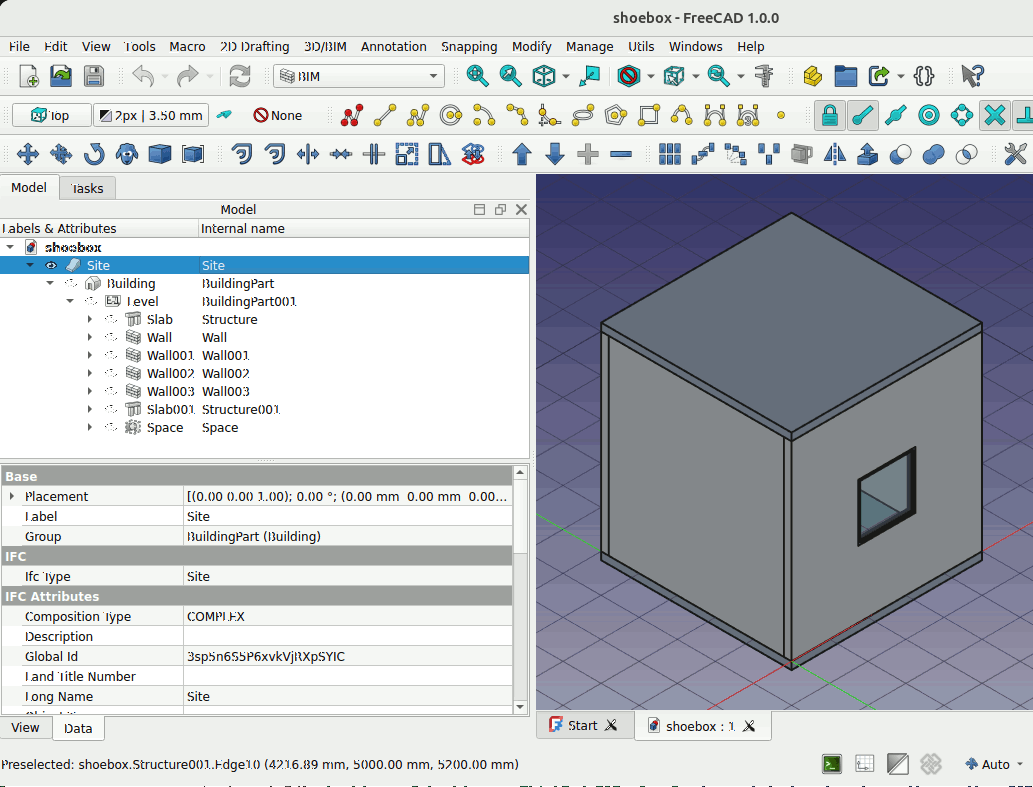 shoebox - FreeCAD 1.0.0
File Edit View Tools Macro 2D Drafting 3D/BIM Annotation Snapping Modify Manage Utils Windows Help
BIM
Top 2px | 3.50 mm None
Model Tasks
Model
Labels & Attributes Internal name
shoebox
Site Site
Building BuildingPart
Level BuildingPart001
Slab Structure
Wall Wall
Wall001 Wall001
Wall002 Wall002
Wall003 Wall003
Slab001 Structure001
Space Space
Base
Placement [(0.00 0.00 1.00); 0.00 °; (0.00 mm 0.00 mm 0.00...
Label Site
Group BuildingPart (Building)
IFC
Ifc Type Site
IFC Attributes
Composition Type COMPLEX
Description
Global Id 3sp5n6S5P6xvkVjRXpSYIC
Land Title Number
Long Name Site
View Data
Start shoebox : 1
Preselected: shoebox.Structure001.Edge10 (4216.89 mm, 5000.00 mm, 5200.00 mm)
Auto